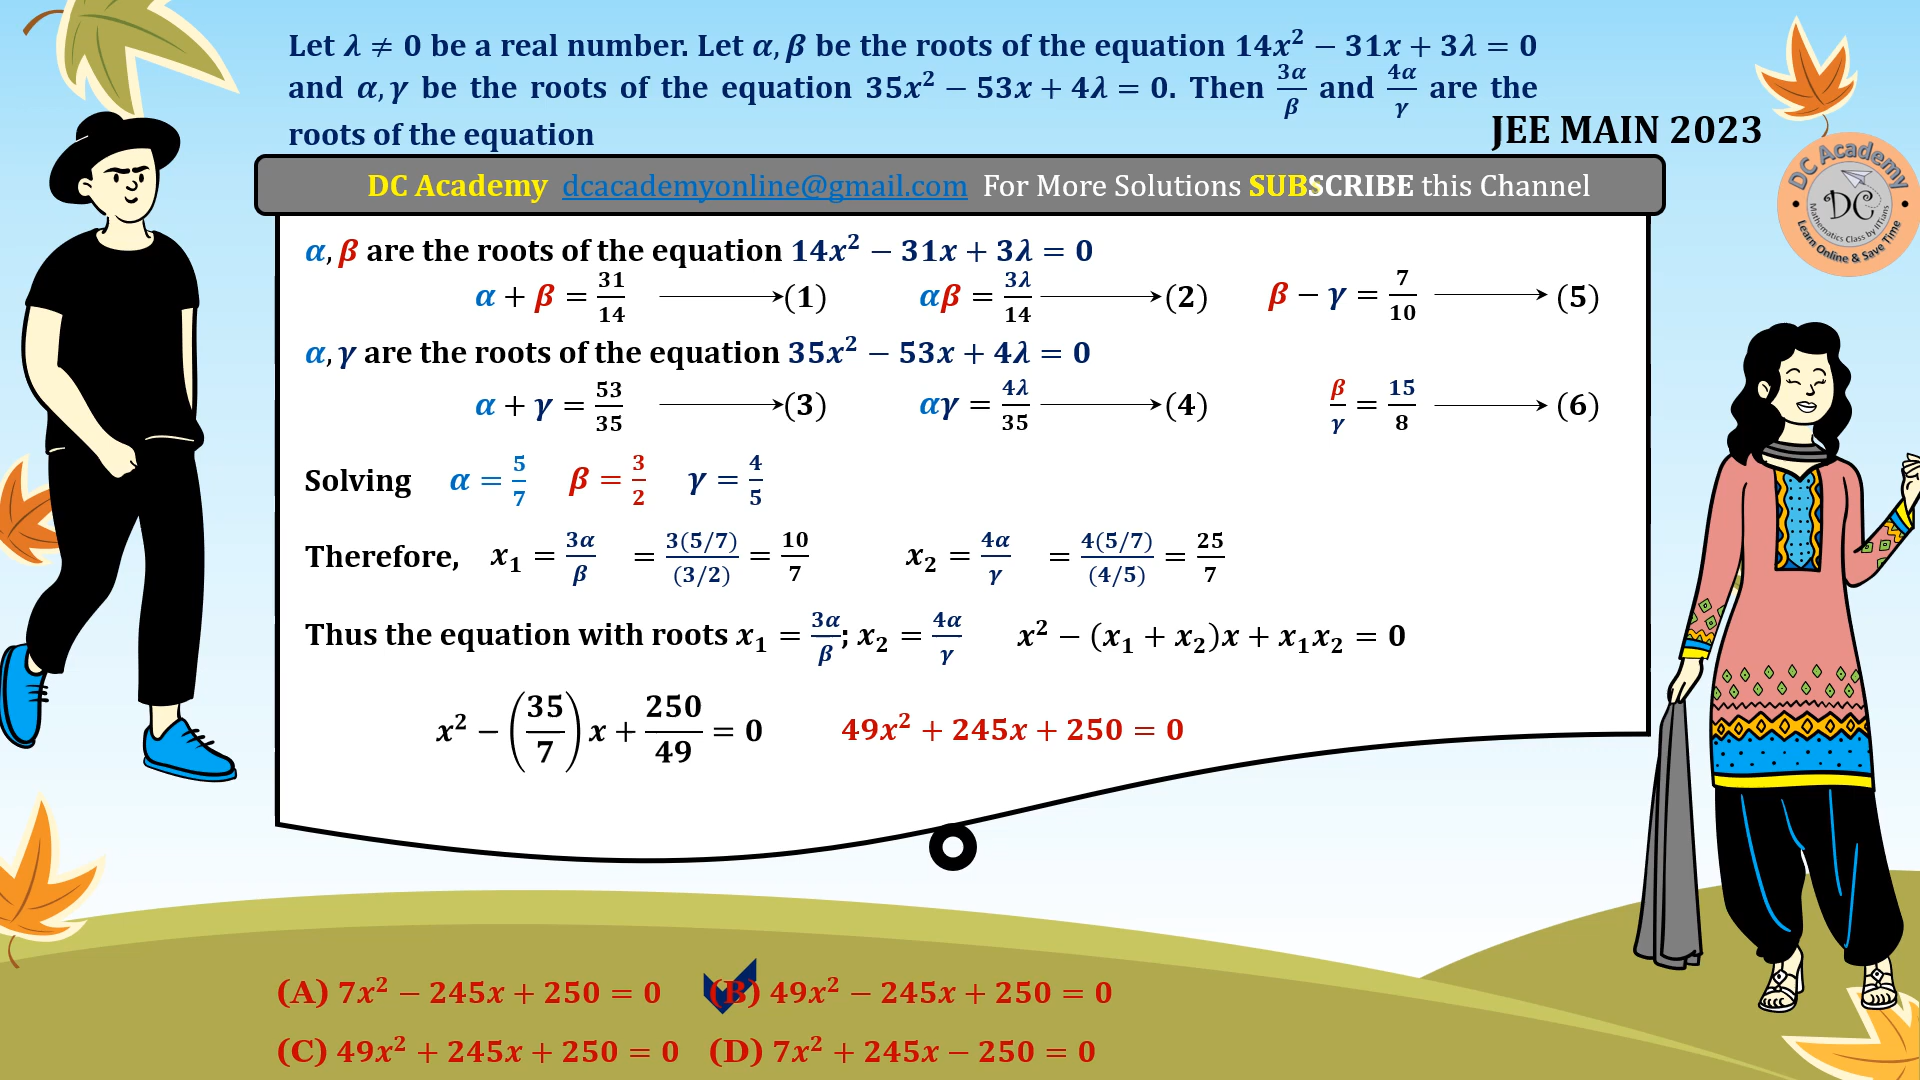 Let λ ≠ 0 be a real number. Let α, β be the roots of the equation 14x² − 31x + 3λ = 0
and α, γ be the roots of the equation 35x² − 53x + 4λ = 0. Then 3α/β and 4α/γ are the
roots of the equation
JEE MAIN 2023
DC Academy
DC
Mathematics Class by IITians
Learn Online & Save Time
DC Academy dcacademyonline@gmail.com For More Solutions SUBSCRIBE this Channel
α, β are the roots of the equation 14x² − 31x + 3λ = 0
α + β = 31/14 ⟶ (1) αβ = 3λ/14 ⟶ (2) β − γ = 7/10 ⟶ (5)
α, γ are the roots of the equation 35x² − 53x + 4λ = 0
α + γ = 53/35 ⟶ (3) αγ = 4λ/35 ⟶ (4) β/γ = 15/8 ⟶ (6)
Solving α = 5/7 β = 3/2 γ = 4/5
Therefore, x₁ = 3α/β = 3(5/7)/(3/2) = 10/7 x₂ = 4α/γ = 4(5/7)/(4/5) = 25/7
Thus the equation with roots x₁ = 3α/β; x₂ = 4α/γ x² − (x₁ + x₂)x + x₁x₂ = 0
x² − (35/7)x + 250/49 = 0 49x² + 245x + 250 = 0
(A) 7x² − 245x + 250 = 0 (B) 49x² − 245x + 250 = 0
(C) 49x² + 245x + 250 = 0 (D) 7x² + 245x − 250 = 0